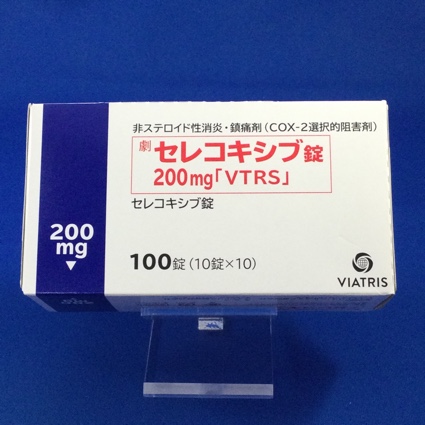 非ステロイド性消炎・鎮痛剤(COX-2選択的阻害剤)
劇 セレコキシブ錠
200mg「VTRS」
セレコキシブ錠
200
mg
100錠(10錠×10)
VIATRIS